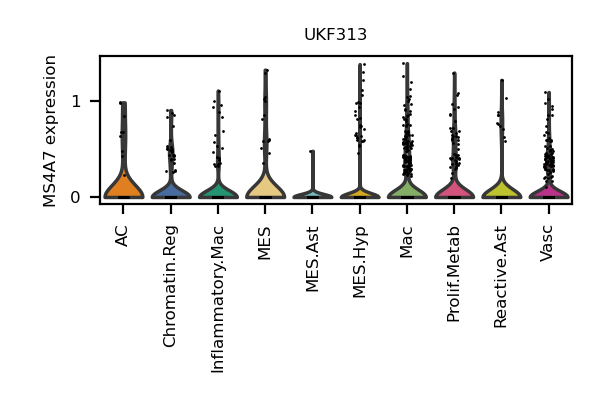 UKF313
MS4A7 expression
1
0
AC
Chromatin.Reg
Inflammatory.Mac
MES
MES.Ast
MES.Hyp
Mac
Prolif.Metab
Reactive.Ast
Vasc